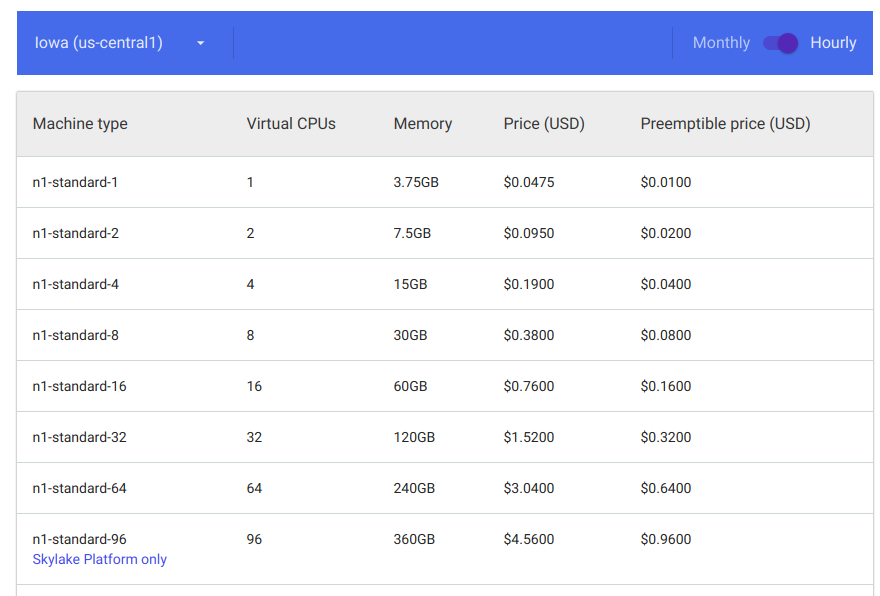 Iowa (us-central1) Monthly Hourly
Machine type Virtual CPUs Memory Price (USD) Preemptible price (USD)
n1-standard-1 1 3.75GB $0.0475 $0.0100
n1-standard-2 2 7.5GB $0.0950 $0.0200
n1-standard-4 4 15GB $0.1900 $0.0400
n1-standard-8 8 30GB $0.3800 $0.0800
n1-standard-16 16 60GB $0.7600 $0.1600
n1-standard-32 32 120GB $1.5200 $0.3200
n1-standard-64 64 240GB $3.0400 $0.6400
n1-standard-96 96 360GB $4.5600 $0.9600
Skylake Platform only